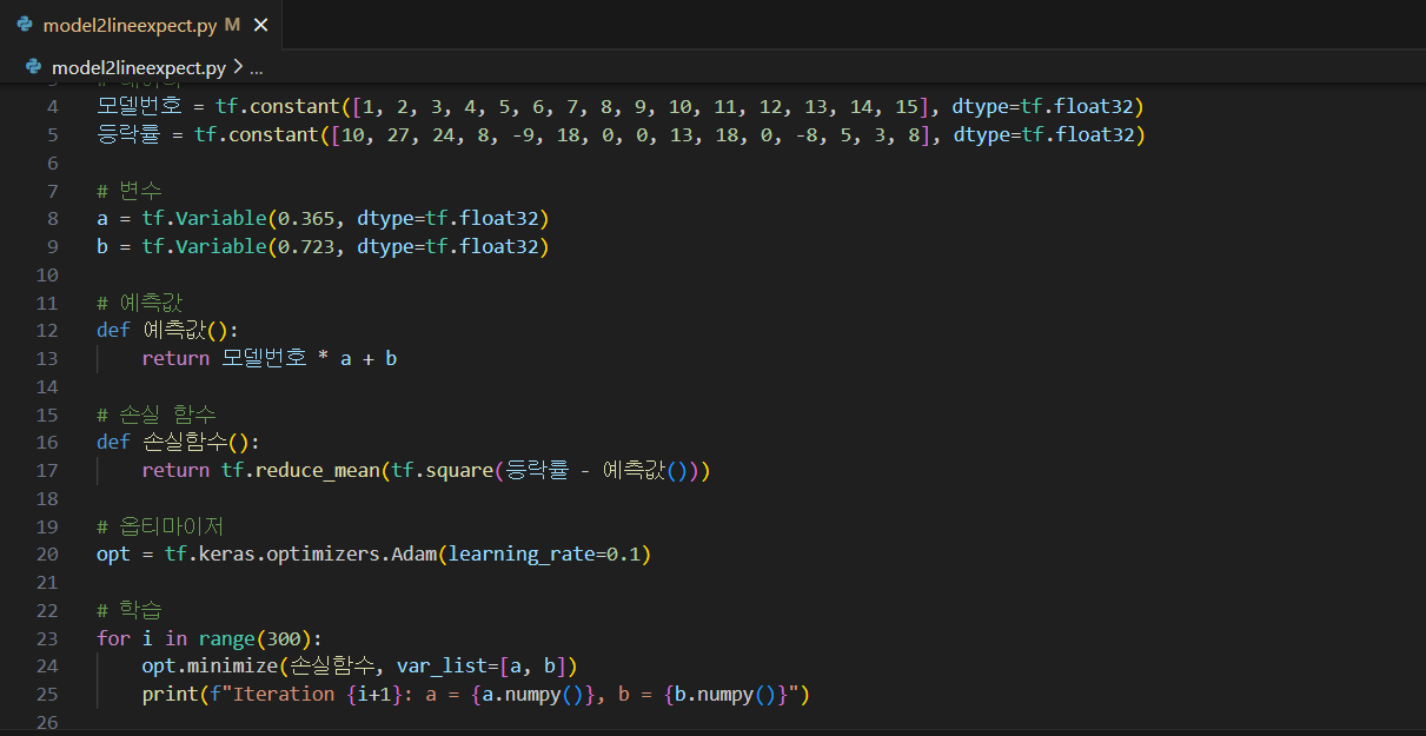 model2lineexpect.py M ×
model2lineexpect.py > ...
4 모델번호 = tf.constant([1, 2, 3, 4, 5, 6, 7, 8, 9, 10, 11, 12, 13, 14, 15], dtype=tf.float32)
5 등락률 = tf.constant([10, 27, 24, 8, -9, 18, 0, 0, 13, 18, 0, -8, 5, 3, 8], dtype=tf.float32)
6
7 # 변수
8 a = tf.Variable(0.365, dtype=tf.float32)
9 b = tf.Variable(0.723, dtype=tf.float32)
10
11 # 예측값
12 def 예측값():
13     return 모델번호 * a + b
14
15 # 손실 함수
16 def 손실함수():
17     return tf.reduce_mean(tf.square(등락률 - 예측값()))
18
19 # 옵티마이저
20 opt = tf.keras.optimizers.Adam(learning_rate=0.1)
21
22 # 학습
23 for i in range(300):
24     opt.minimize(손실함수, var_list=[a, b])
25     print(f"Iteration {i+1}: a = {a.numpy()}, b = {b.numpy()}")
26